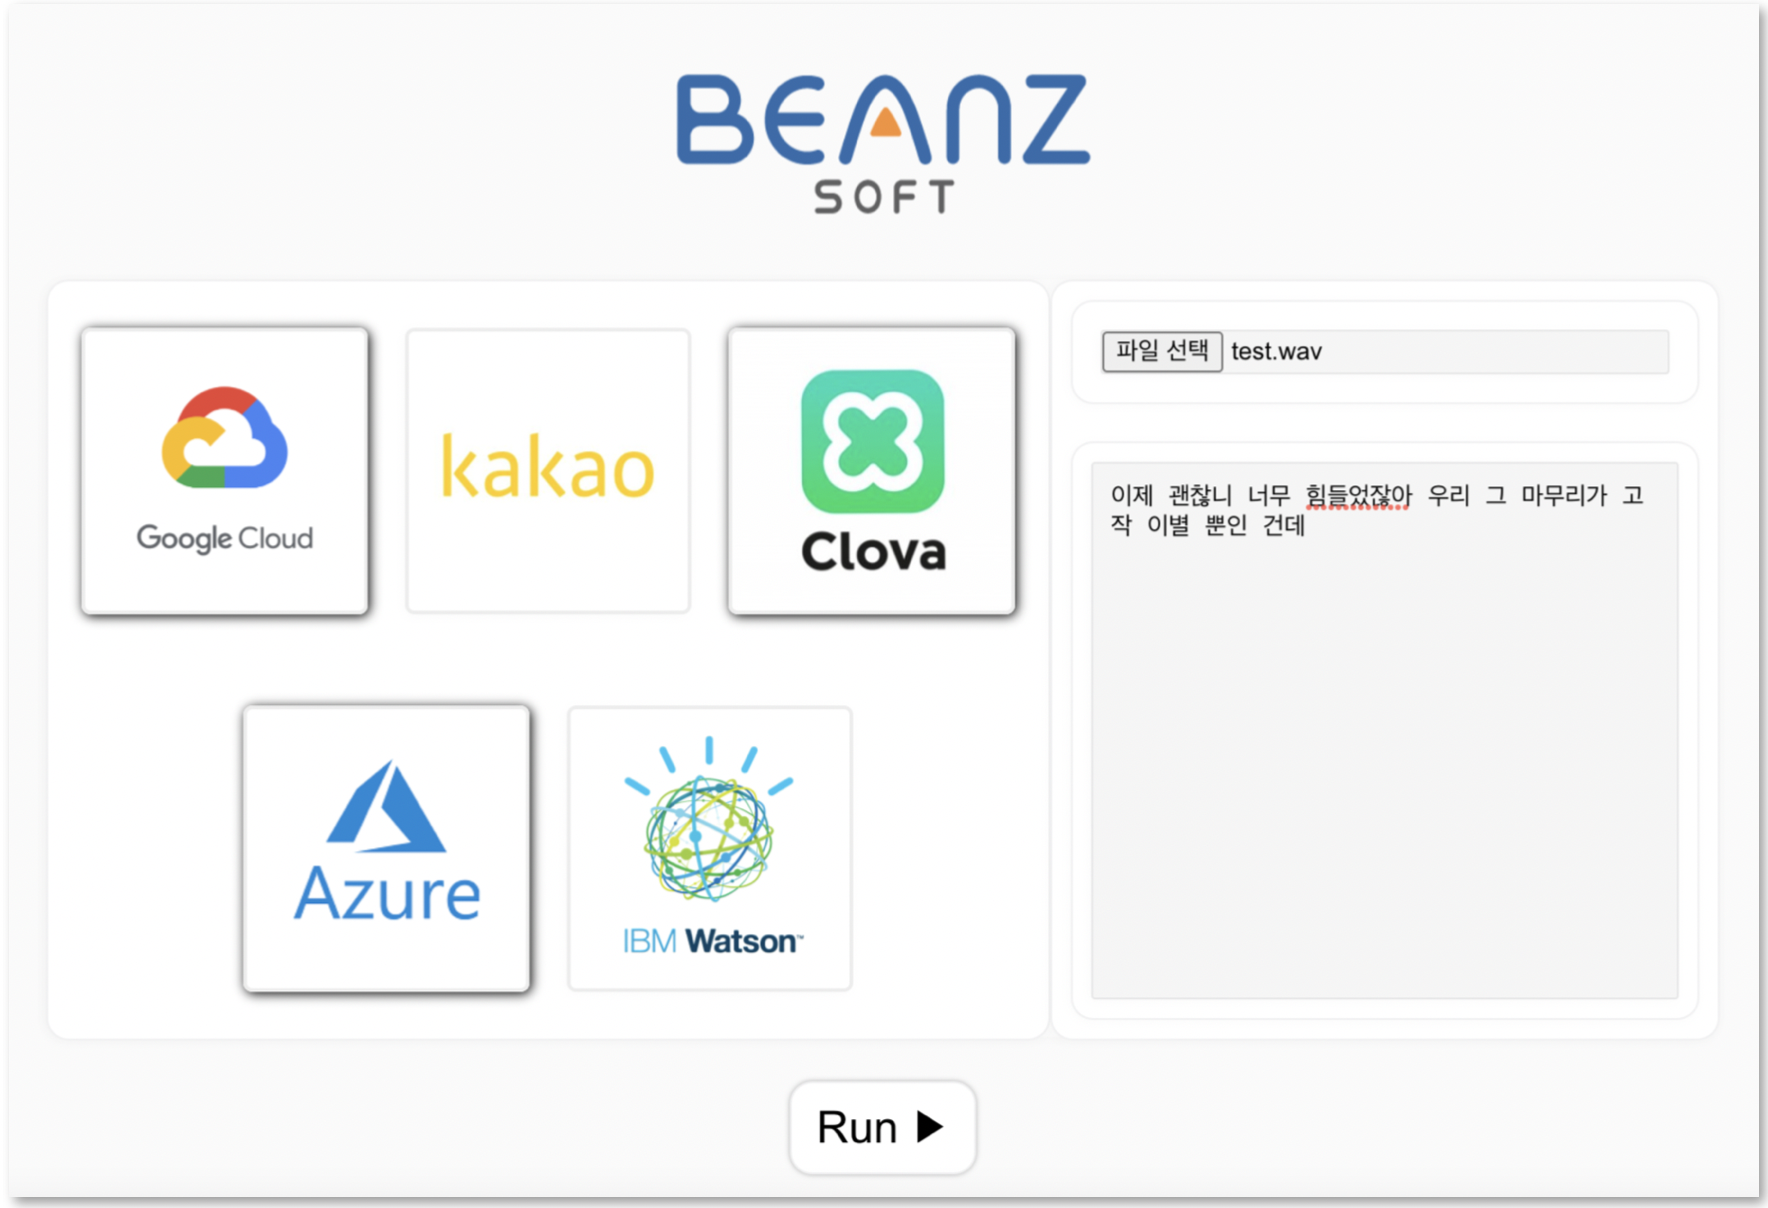 BEANZ
SOFT
Google Cloud
kakao
Clova
Azure
IBM Watson™
파일 선택 test.wav
이제 괜찮니 너무 힘들었잖아 우리 그 마무리가 고
작 이별 뿐인 건데
Run ▶